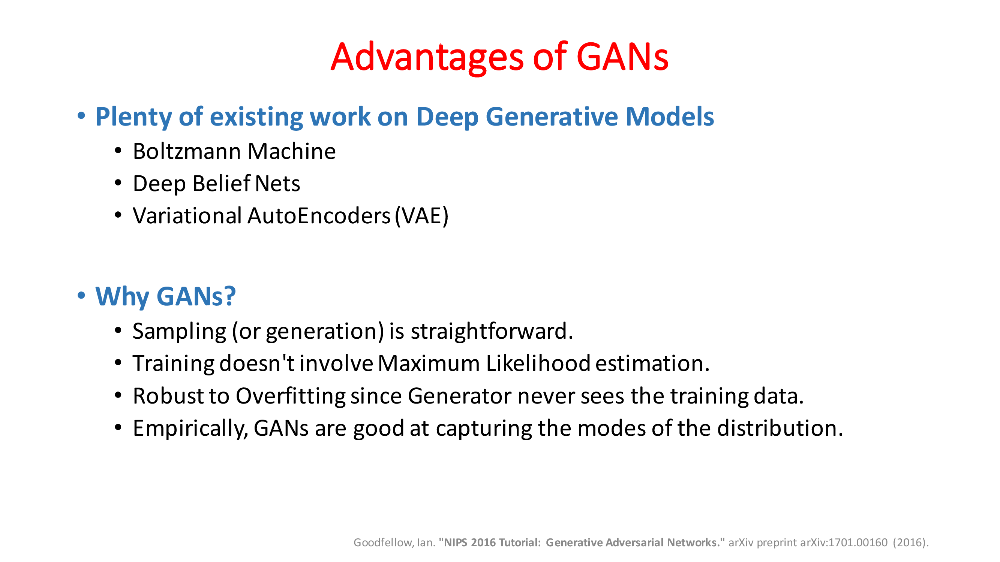 Advantages of GANs
• Plenty of existing work on Deep Generative Models
• Boltzmann Machine
• Deep Belief Nets
• Variational AutoEncoders (VAE)
• Why GANs?
• Sampling (or generation) is straightforward.
• Training doesn't involve Maximum Likelihood estimation.
• Robust to Overfitting since Generator never sees the training data.
• Empirically, GANs are good at capturing the modes of the distribution.
Goodfellow, Ian. "NIPS 2016 Tutorial: Generative Adversarial Networks." arXiv preprint arXiv:1701.00160 (2016).